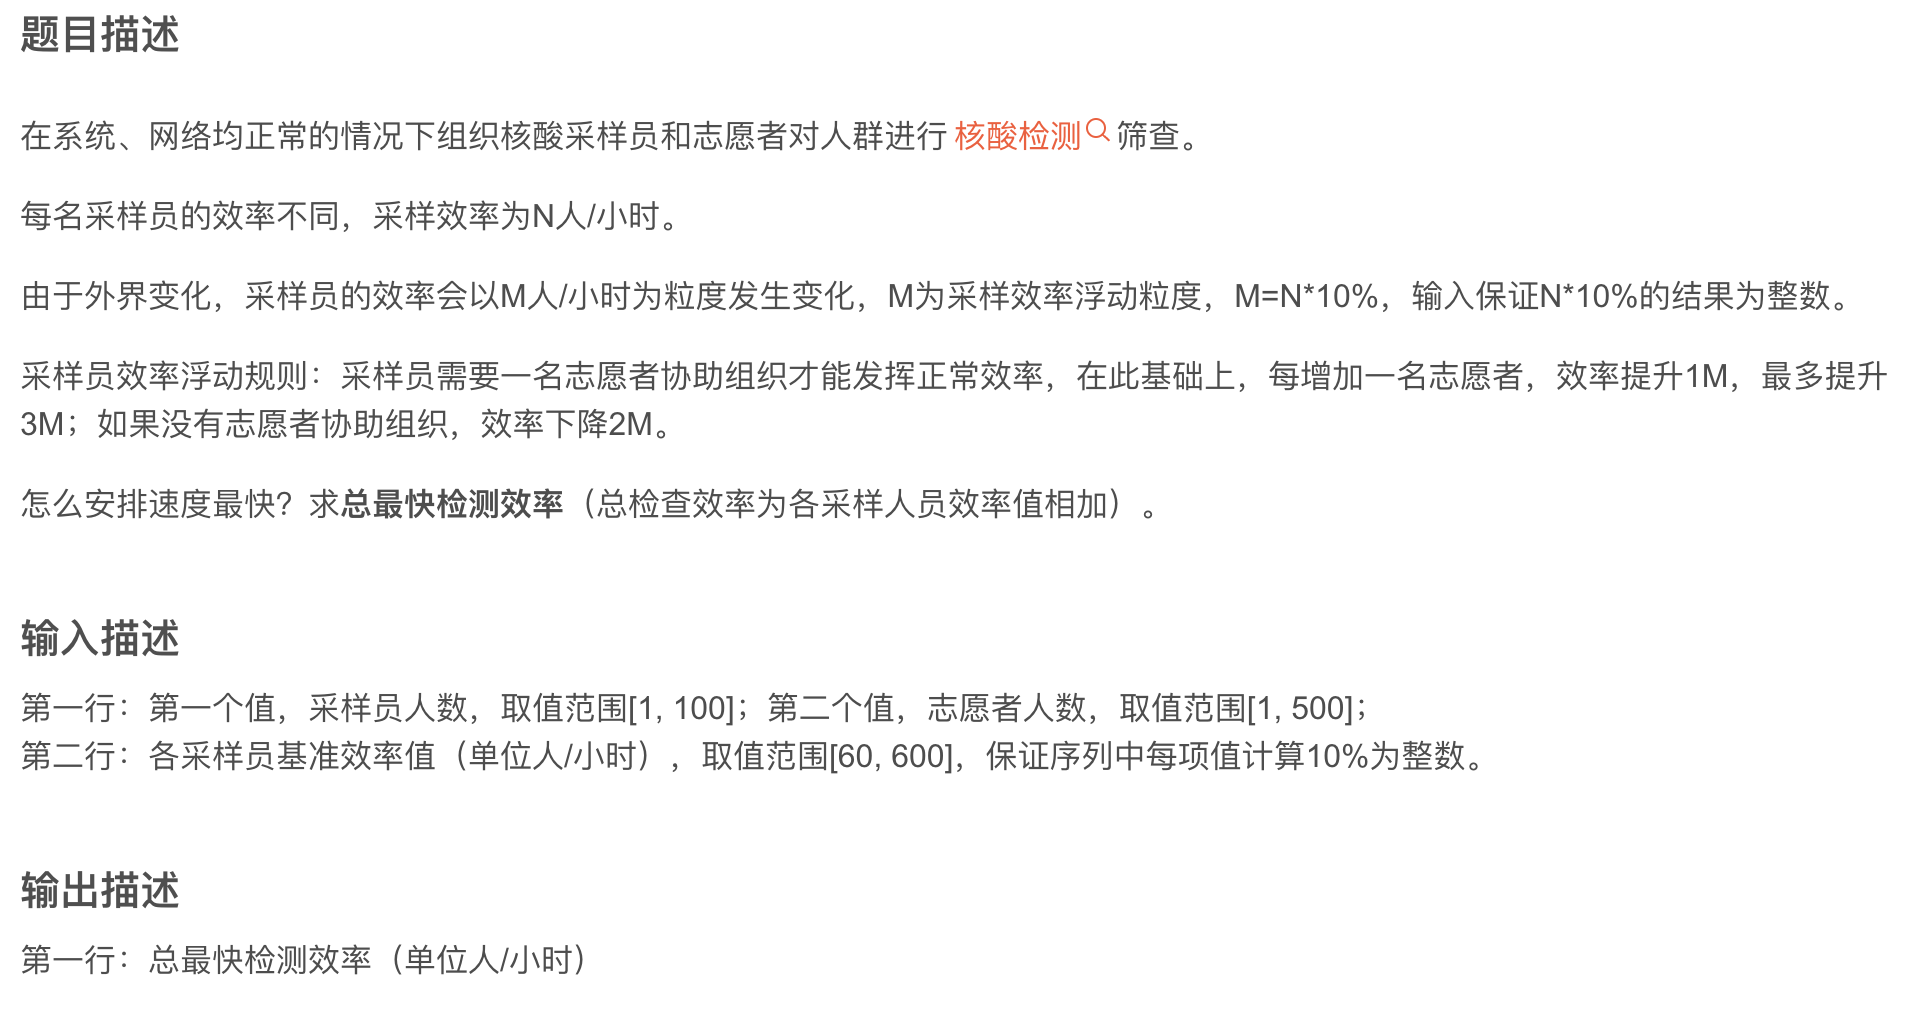 题目描述
在系统、网络均正常的情况下组织核酸采样员和志愿者对人群进行 核酸检测 筛查。
每名采样员的效率不同，采样效率为N人/小时。
由于外界变化，采样员的效率会以M人/小时为粒度发生变化，M为采样效率浮动粒度，M=N*10%，输入保证N*10%的结果为整数。
采样员效率浮动规则：采样员需要一名志愿者协助组织才能发挥正常效率，在此基础上，每增加一名志愿者，效率提升1M，最多提升
3M；如果没有志愿者协助组织，效率下降2M。
怎么安排速度最快？求总最快检测效率（总检查效率为各采样人员效率值相加）。
输入描述
第一行：第一个值，采样员人数，取值范围[1, 100]；第二个值，志愿者人数，取值范围[1, 500]；
第二行：各采样员基准效率值（单位人/小时），取值范围[60, 600]，保证序列中每项值计算10%为整数。
输出描述
第一行：总最快检测效率（单位人/小时）